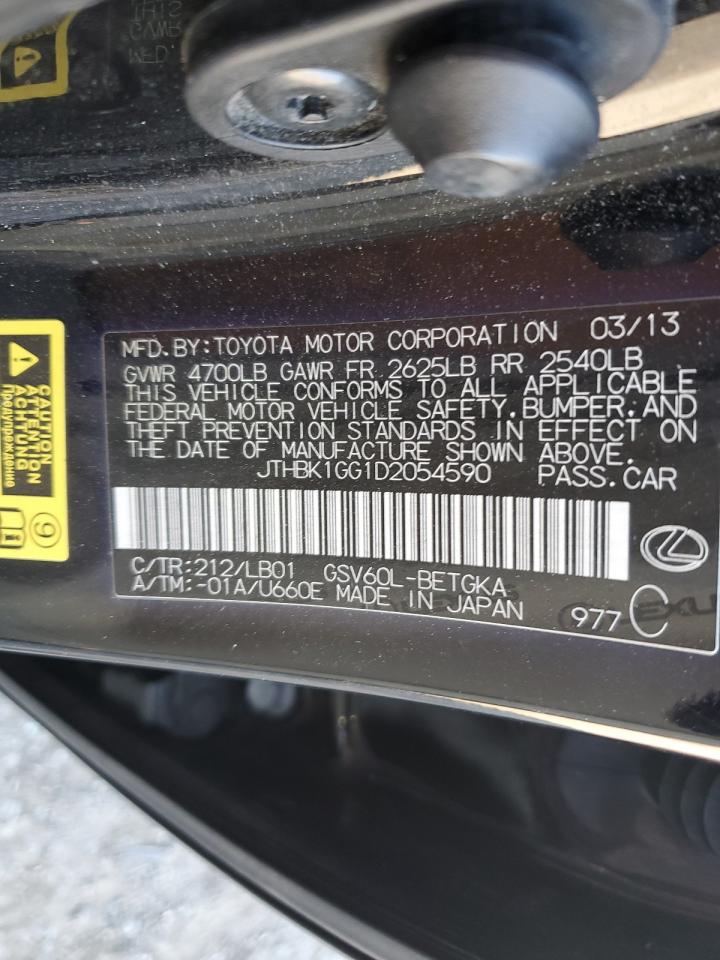 MFD.BY:TOYOTA MOTOR CORPORATION 03/13
GVWR 4700LB GAWR FR 2625LB RR 2540LB
THIS VEHICLE CONFORMS TO ALL APPLICABLE
FEDERAL MOTOR VEHICLE SAFETY,BUMPER,AND
THEFT PREVENTION STANDARDS IN EFFECT ON
THE DATE OF MANUFACTURE SHOWN ABOVE.
JTHBK1GG1D2054590 PASS.CAR
C/TR:212/LB01 GSV60L-BETGKA
A/TM:-01A/U660E MADE IN JAPAN
977 C
CAUTION
ATTENTION
ACHTUNG
Предупреждение
9